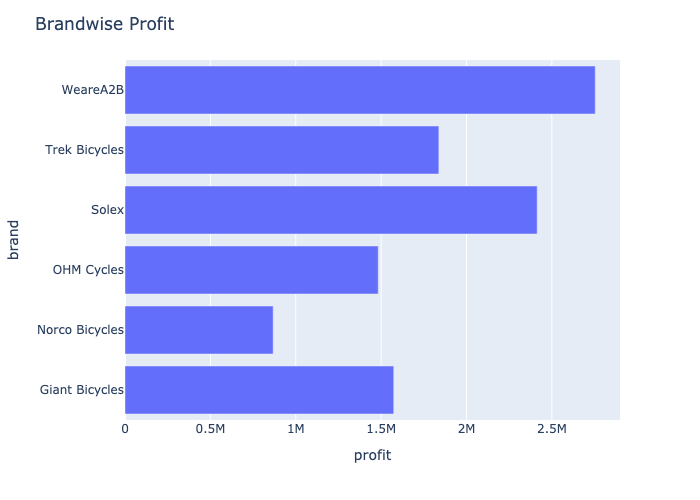 Brandwise Profit
WeareA2B
Trek Bicycles
Solex
OHM Cycles
Norco Bicycles
Giant Bicycles
brand
0 0.5M 1M 1.5M 2M 2.5M
profit